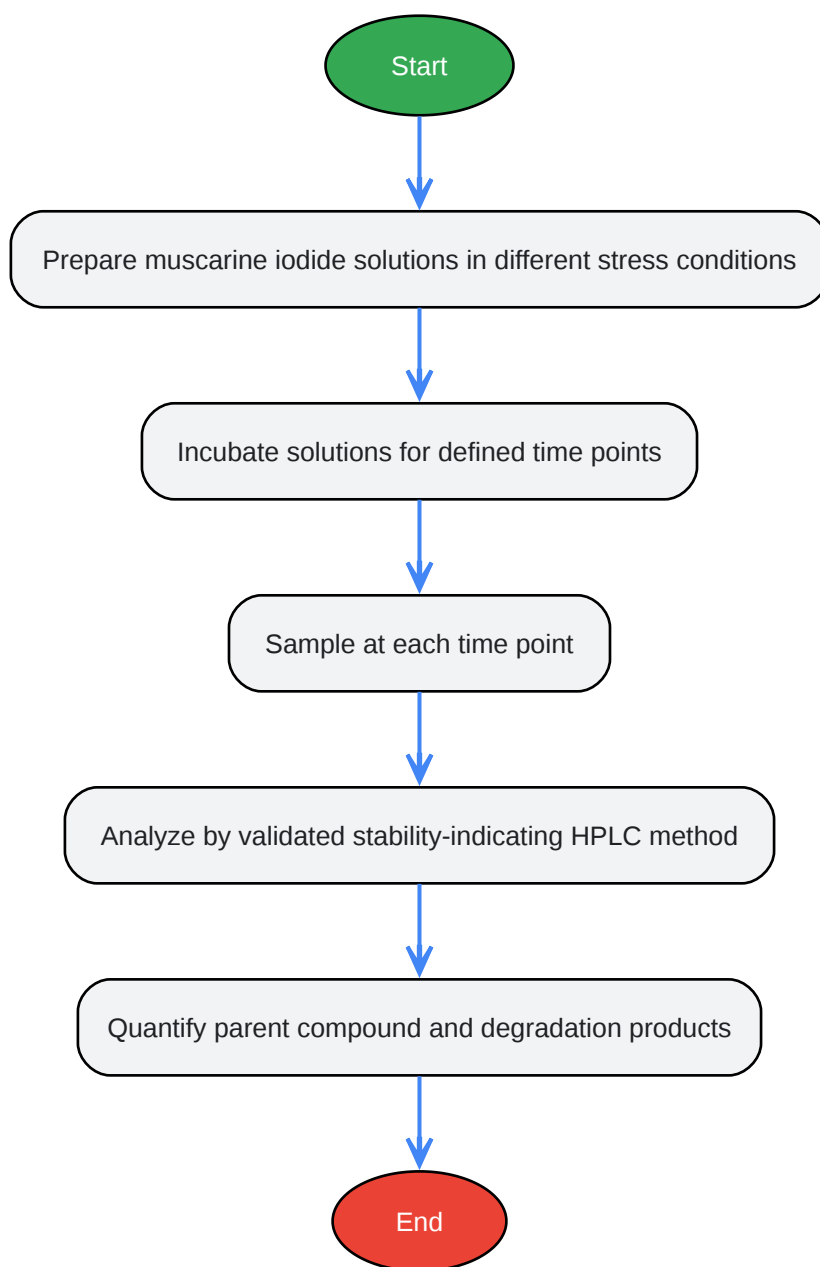 Start
Prepare muscarine iodide solutions in different stress conditions
Incubate solutions for defined time points
Sample at each time point
Analyze by validated stability-indicating HPLC method
Quantify parent compound and degradation products
End